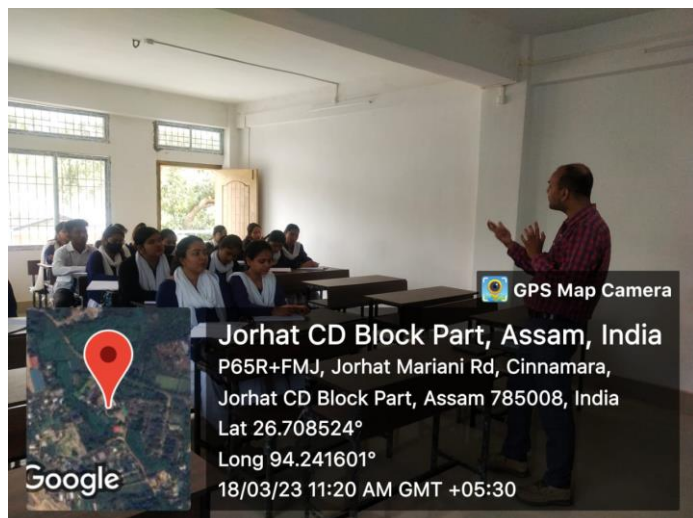 GPS Map Camera
Jorhat CD Block Part, Assam, India
P65R+FMJ, Jorhat Mariani Rd, Cinnamara,
Jorhat CD Block Part, Assam 785008, India
Lat 26.708524°
Long 94.241601°
18/03/23 11:20 AM GMT +05:30
Google